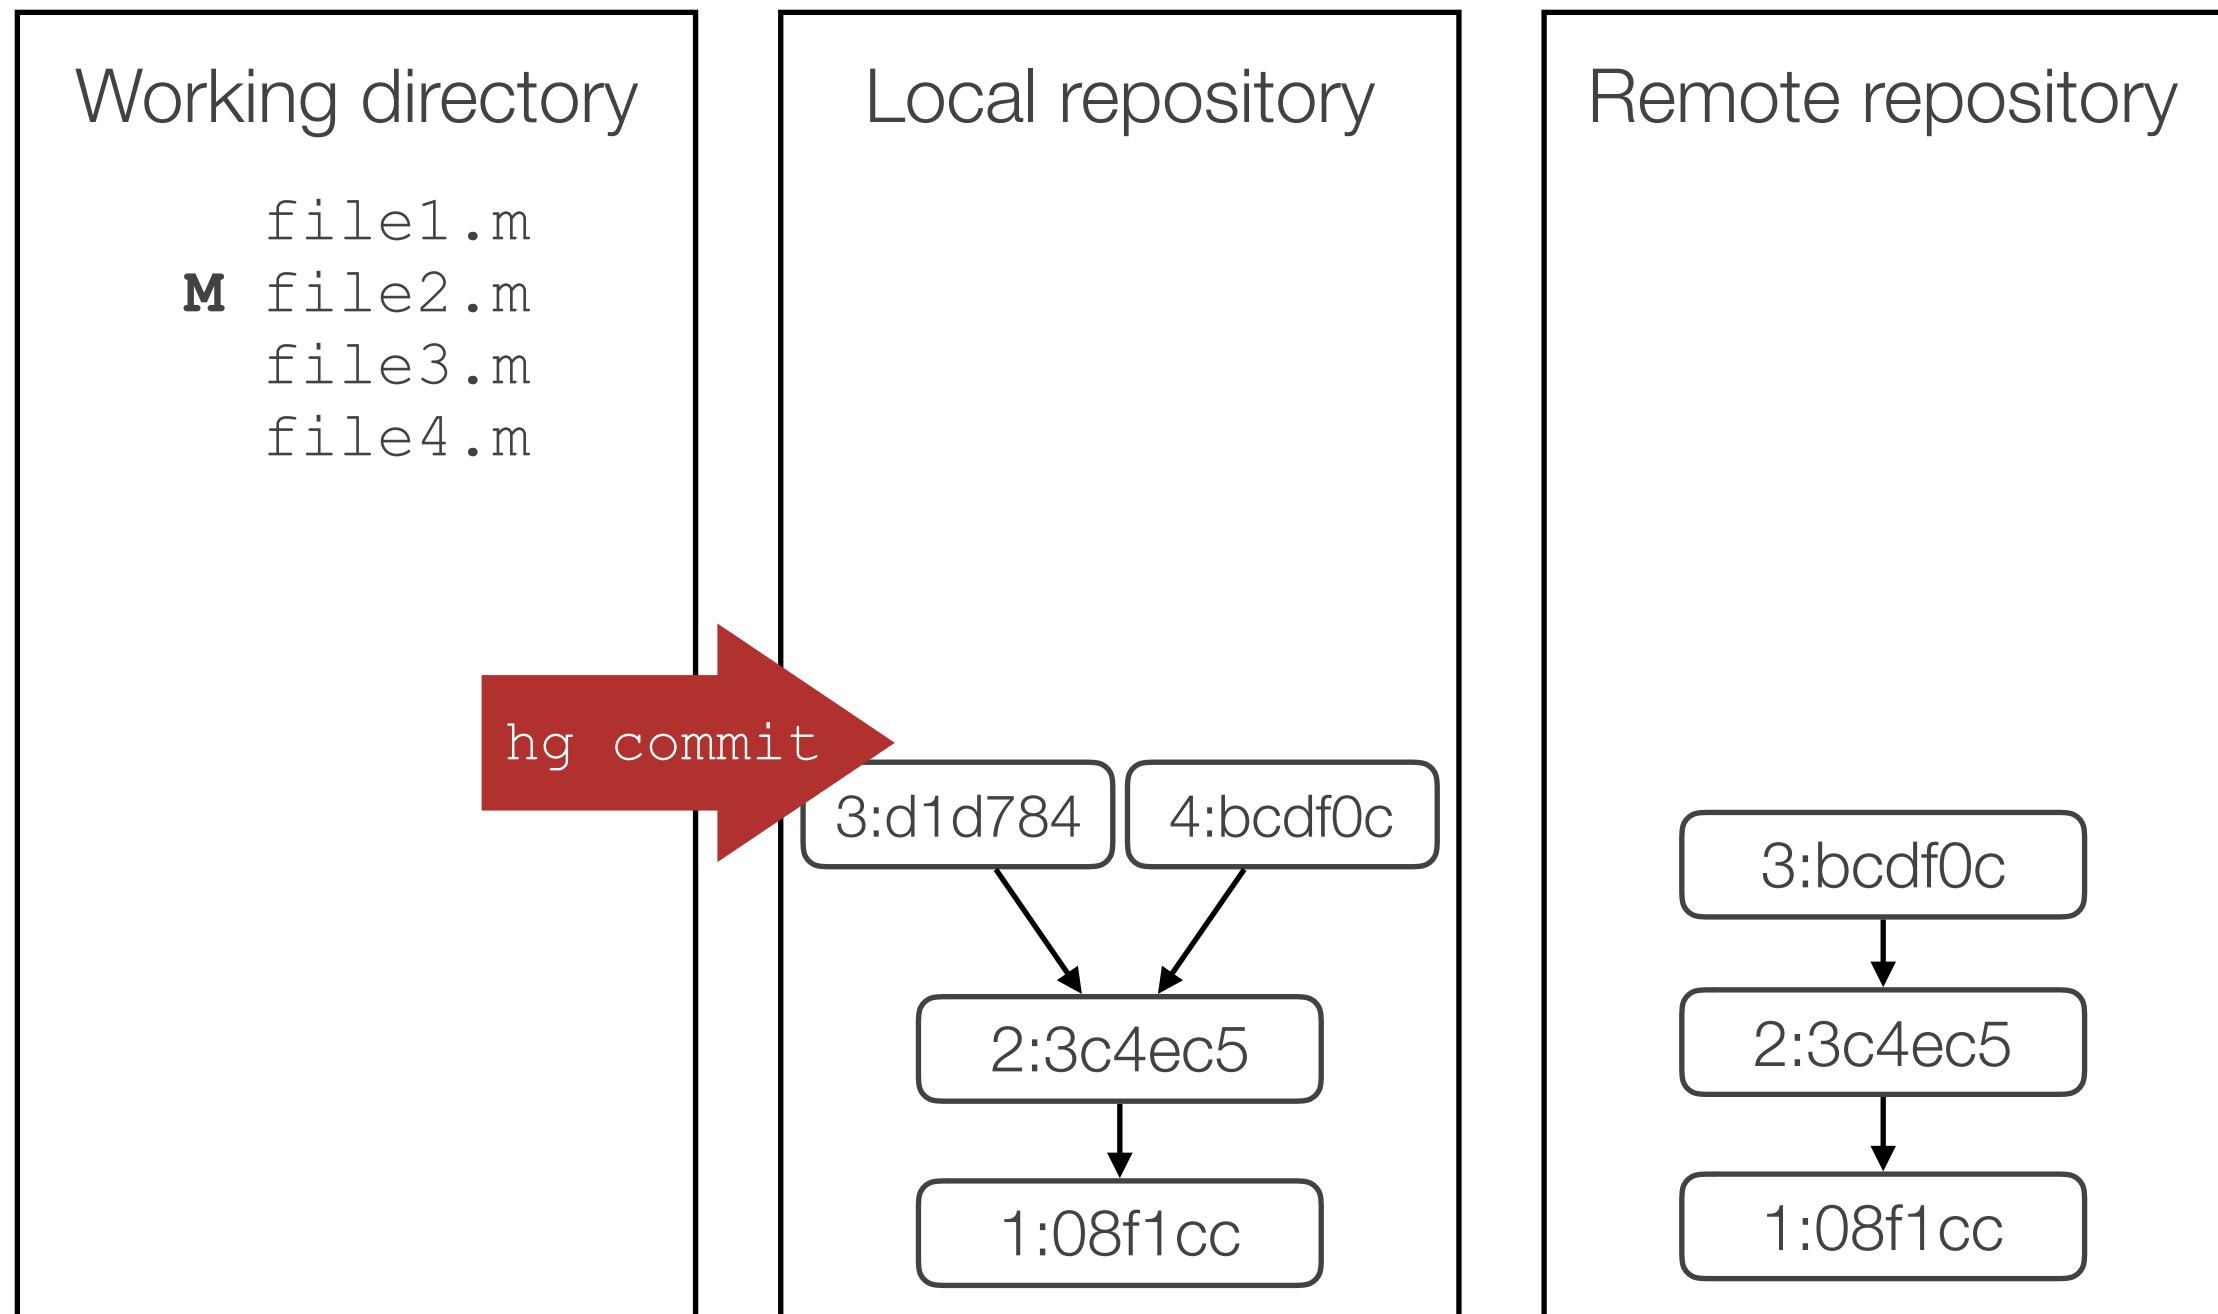 Working directory
file1.m
M file2.m
file3.m
file4.m
hg commit
Local repository
3:d1d784
4:bcdf0c
2:3c4ec5
1:08f1cc
Remote repository
3:bcdf0c
2:3c4ec5
1:08f1cc